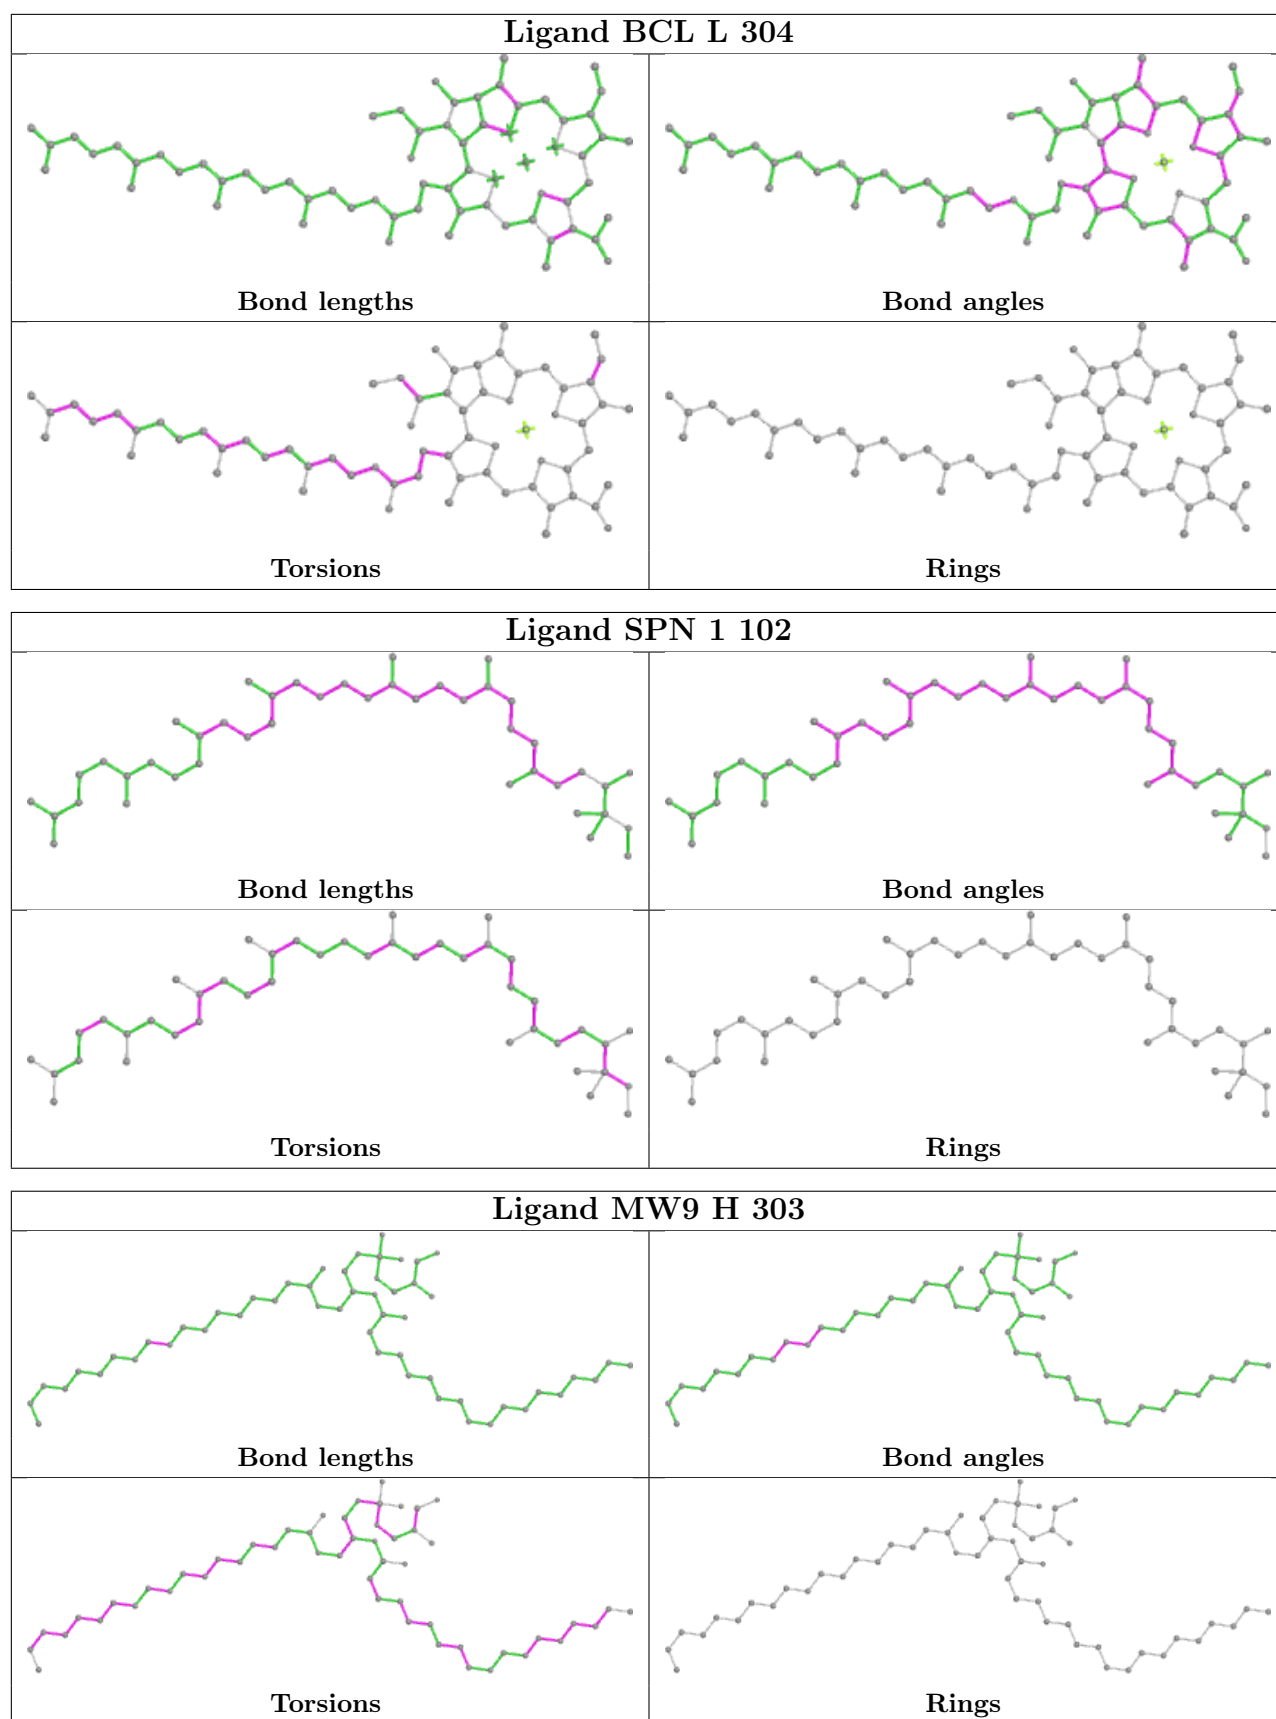 Ligand BCL L 304
Bond lengths
Bond angles
Torsions
Rings
Ligand SPN 1 102
Bond lengths
Bond angles
Torsions
Rings
Ligand MW9 H 303
Bond lengths
Bond angles
Torsions
Rings